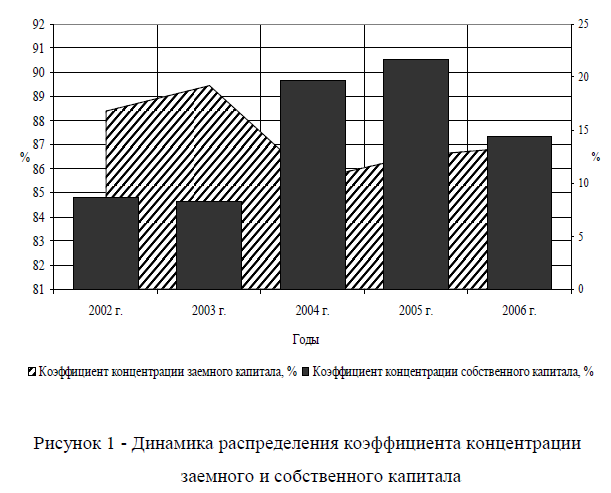 92
91
90
89
88
87
86
85
84
83
82
81
%
25
20
15
10
5
0
%
2002 г.
2003 г.
2004 г.
2005 г.
2006 г.
Годы
Коэффициент концентрации заемного капитала, %
Коэффициент концентрации собственного капитала, %
Рисунок 1 - Динамика распределения коэффициента концентрации
заемного и собственного капитала